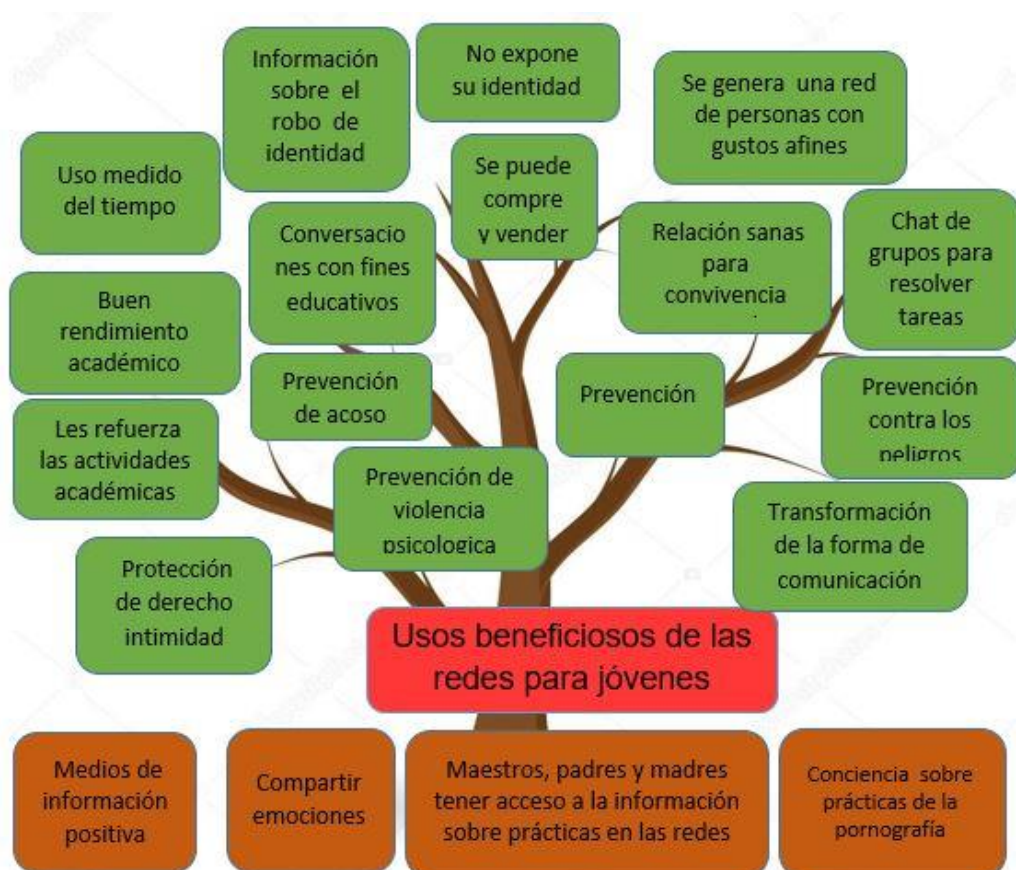 Información
sobre el
robo de
identidad
No expone
su identidad
Se genera una red
de personas con
gustos afines
Uso medido
del tiempo
Se puede
compre
y vender
Conversacio
nes con fines
educativos
Relación sanas
para
convivencia
Chat de
grupos para
resolver
tareas
Buen
rendimiento
académico
Prevención
de acoso
Prevención
Prevención
contra los
peligros
Les refuerza
las actividades
académicas
Prevención de
violencia
psicologica
Transformación
de la forma de
comunicación
Protección
de derecho
intimidad
Usos beneficiosos de las
redes para jóvenes
Medios de
información
positiva
Compartir
emociones
Maestros, padres y madres
tener acceso a la información
sobre prácticas en las redes
Conciencia sobre
prácticas de la
pornografía